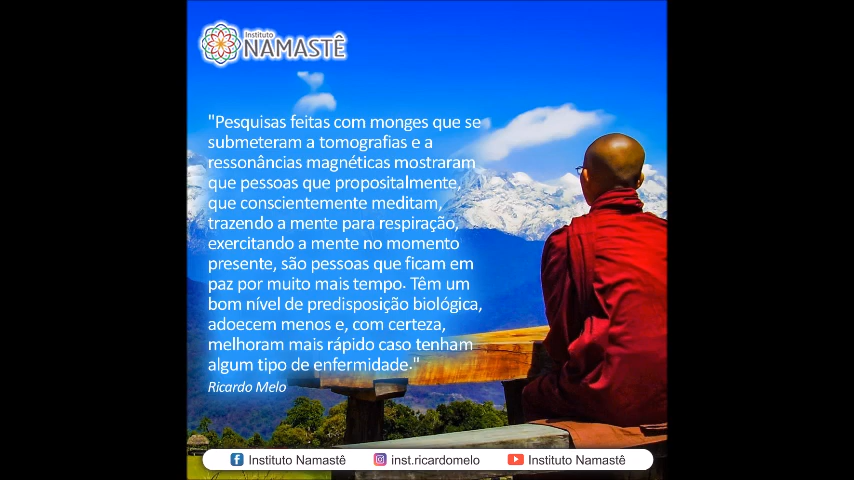 Instituto
NAMASTÊ
"Pesquisas feitas com monges que se
submeteram a tomografias e a
ressonâncias magnéticas mostraram
que pessoas que propositalmente,
que conscientemente meditam,
trazendo a mente para respiração,
exercitando a mente no momento
presente, são pessoas que ficam em
paz por muito mais tempo. Têm um
bom nível de predisposição biológica,
adoecem menos e, com certeza,
melhoram mais rápido caso tenham
algum tipo de enfermidade."
Ricardo Melo
Instituto Namastê inst.ricardomelo Instituto Namastê